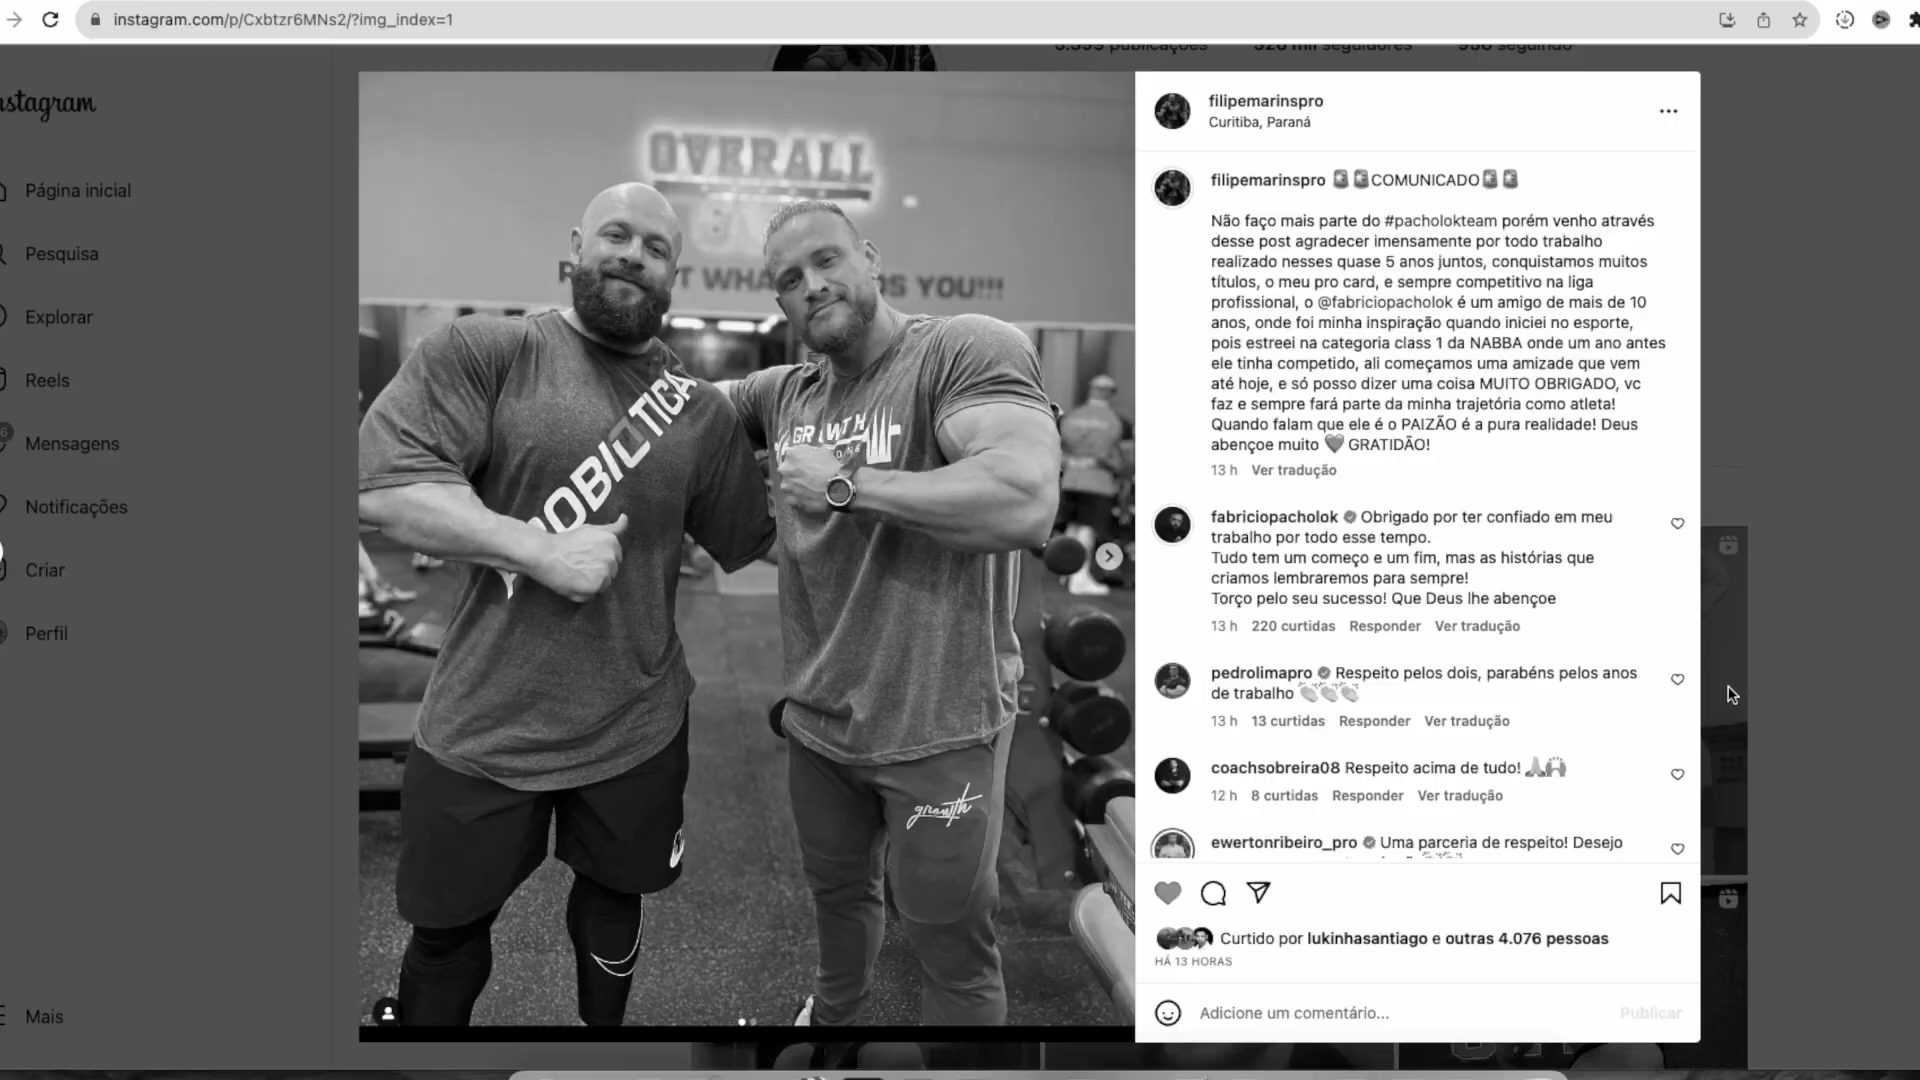 instagram.com/p/Cxbtzr6MNs2/?img_index=1
5.399 publicações 326 mil seguidores 956 seguindo
Página inicial
Pesquisa
Explorar
Reels
6
Mensagens
Notificações
Criar
Perfil
Mais
OVERALL
WHA
S YOU!!!
GROWTH
growth
filipemarinspro
Curitiba, Paraná
filipemarinspro 🚨🚨COMUNICADO🚨🚨
Não faço mais parte do #pacholokteam porém venho através
desse post agradecer imensamente por todo trabalho
realizado nesses quase 5 anos juntos, conquistamos muitos
títulos, o meu pro card, e sempre competitivo na liga
profissional, o @fabriciopacholok é um amigo de mais de 10
anos, onde foi minha inspiração quando iniciei no esporte,
pois estreei na categoria class 1 da NABBA onde um ano antes
ele tinha competido, ali começamos uma amizade que vem
até hoje, e só posso dizer uma coisa MUITO OBRIGADO, vc
faz e sempre fará parte da minha trajetória como atleta!
Quando falam que ele é o PAIZÃO é a pura realidade! Deus
abençoe muito 🖤 GRATIDÃO!
13 h Ver tradução
fabriciopacholok Obrigado por ter confiado em meu
trabalho por todo esse tempo.
Tudo tem um começo e um fim, mas as histórias que
criamos lembraremos para sempre!
Torço pelo seu sucesso! Que Deus lhe abençoe
13 h 220 curtidas Responder Ver tradução
pedrolimapro Respeito pelos dois, parabéns pelos anos
de trabalho 👏👏👏
13 h 13 curtidas Responder Ver tradução
coachsobreira08 Respeito acima de tudo! 🙏🙌
12 h 8 curtidas Responder Ver tradução
ewertonribeiro_pro Uma parceria de respeito! Desejo
Curtido por lukinhasantiago e outras 4.076 pessoas
HÁ 13 HORAS
Adicione um comentário...
Publicar